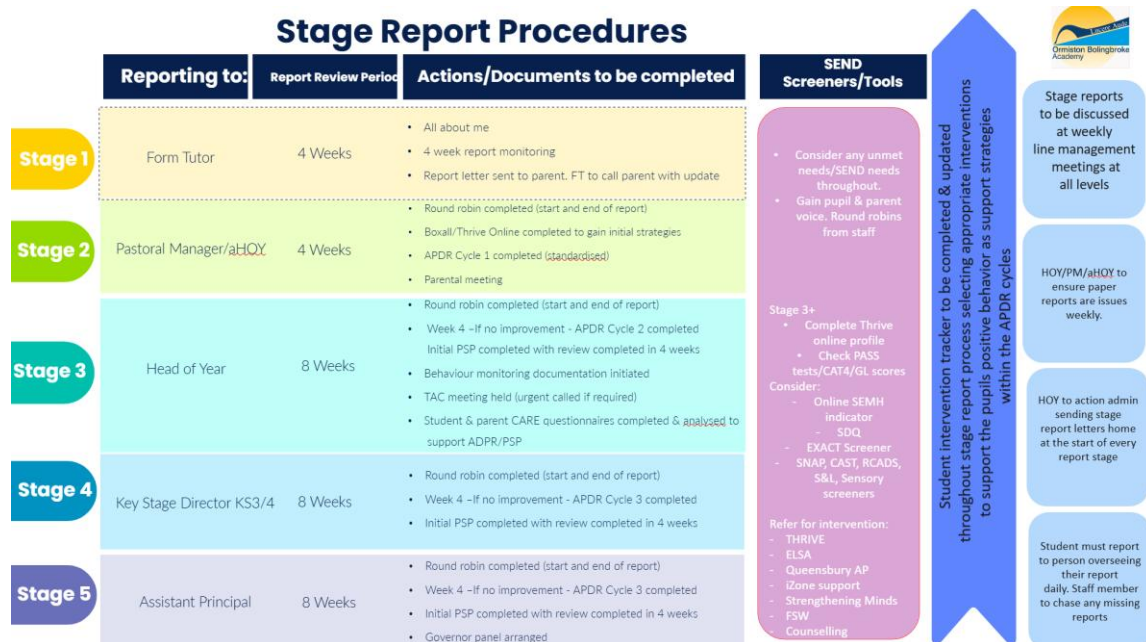 Stage Report Procedures
Reporting to:
Report Review Period
Actions/Documents to be completed
SEND
Screeners/Tools
Stage 1
Form Tutor
4 Weeks
• All about me
• 4 week report monitoring
• Report letter sent to parent. FT to call parent with update
Stage 2
Pastoral Manager/aHOY
4 Weeks
• Round robin completed (start and end of report)
• Boxall/Thrive Online completed to gain initial strategies
• APDR Cycle 1 completed (standardised)
• Parental meeting
Stage 3
Head of Year
8 Weeks
• Round robin completed (start and end of report)
• Week 4 –If no improvement - APDR Cycle 2 completed
Initial PSP completed with review completed in 4 weeks
• Behaviour monitoring documentation initiated
• TAC meeting held (urgent called if required)
• Student & parent CARE questionnaires completed & analysed to
support ADPR/PSP
Stage 4
Key Stage Director KS3/4
8 Weeks
• Round robin completed (start and end of report)
• Week 4 –If no improvement - APDR Cycle 3 completed
• Initial PSP completed with review completed in 4 weeks
Stage 5
Assistant Principal
8 Weeks
• Round robin completed (start and end of report)
• Week 4 –If no improvement - APDR Cycle 3 completed
• Initial PSP completed with review completed in 4 weeks
• Governor panel arranged
• Consider any unmet
needs/SEND needs
throughout.
• Gain pupil & parent
voice. Round robins
from staff
Stage 3+
• Complete Thrive
online profile
• Check PASS
tests/CAT4/GL scores
Consider:
- Online SEMH
indicator
- SDQ
- EXACT Screener
- SNAP, CAST, RCADS,
S&L, Sensory
screeners
Refer for intervention:
- THRIVE
- ELSA
- Queensbury AP
- iZone support
- Strengthening Minds
- FSW
- Counselling
Student intervention tracker to be completed & updated
throughout stage report process selecting appropriate interventions
to support the pupils positive behavior as support strategies
within the APDR cycles
Ormiston Bolingbroke
Academy
Stage reports
to be discussed
at weekly
line management
meetings at
all levels
HOY/PM/aHOY to
ensure paper
reports are issues
weekly.
HOY to action admin
sending stage
report letters home
at the start of every
report stage
Student must report
to person overseeing
their report
daily. Staff member
to chase any missing
reports